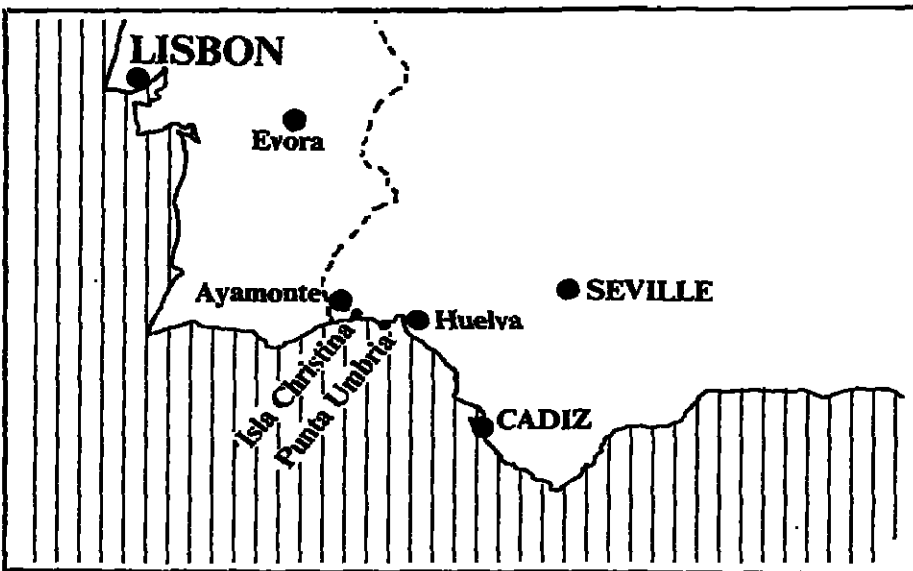 LISBON
Evora
Ayamonte
SEVILLE
Huelva
Isla Christina
Punta Umbria
CADIZ